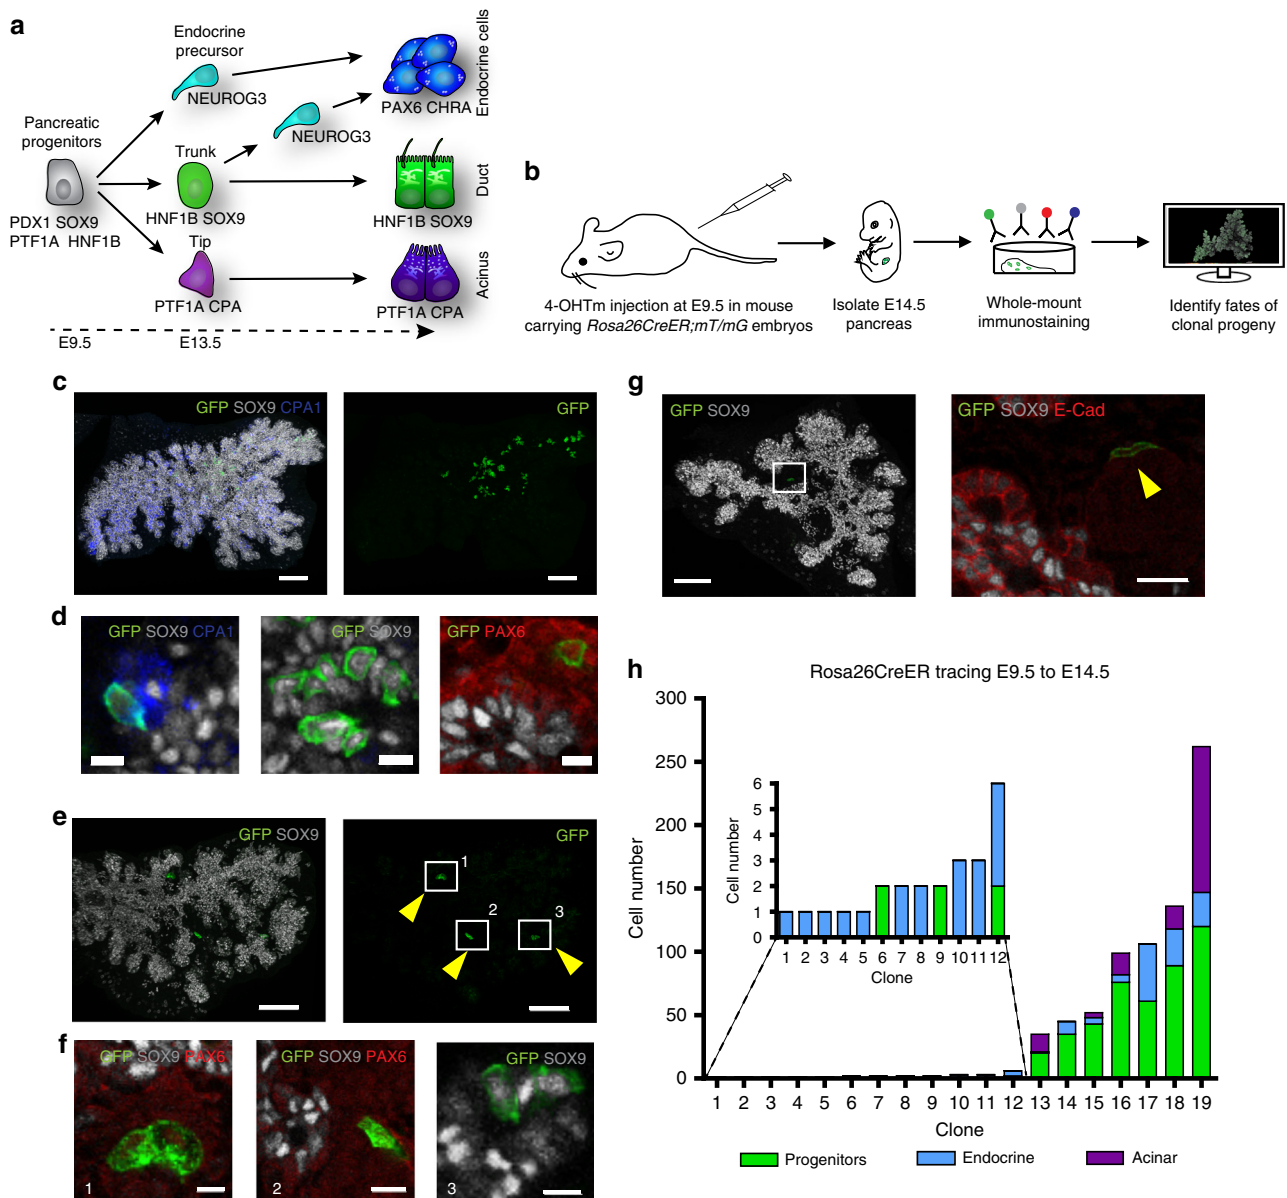 a
Endocrine precursor
NEUROG3
NEUROG3
PAX6 CHRA
Endocrine cells
Pancreatic progenitors
PDX1 SOX9
PTF1A HNF1B
Trunk
HNF1B SOX9
HNF1B SOX9
Duct
Tip
PTF1A CPA
PTF1A CPA
Acinus
E9.5
E13.5
b
4-OHTm injection at E9.5 in mouse
carrying Rosa26CreER;mT/mG embryos
Isolate E14.5
pancreas
Whole-mount
immunostaining
Identify fates of
clonal progeny
c
GFP SOX9 CPA1
GFP
d
GFP SOX9 CPA1
GFP SOX9
GFP PAX6
e
GFP SOX9
GFP
1
2
3
f
GFP SOX9 PAX6
1
GFP SOX9 PAX6
2
GFP SOX9
3
g
GFP SOX9
GFP SOX9 E-Cad
h
Rosa26CreER tracing E9.5 to E14.5
Cell number
300
250
200
150
100
50
0
Cell number
6
5
4
3
2
1
0
1 2 3 4 5 6 7 8 9 10 11 12
Clone
1 2 3 4 5 6 7 8 9 10 11 12 13 14 15 16 17 18 19
Clone
Progenitors
Endocrine
Acinar